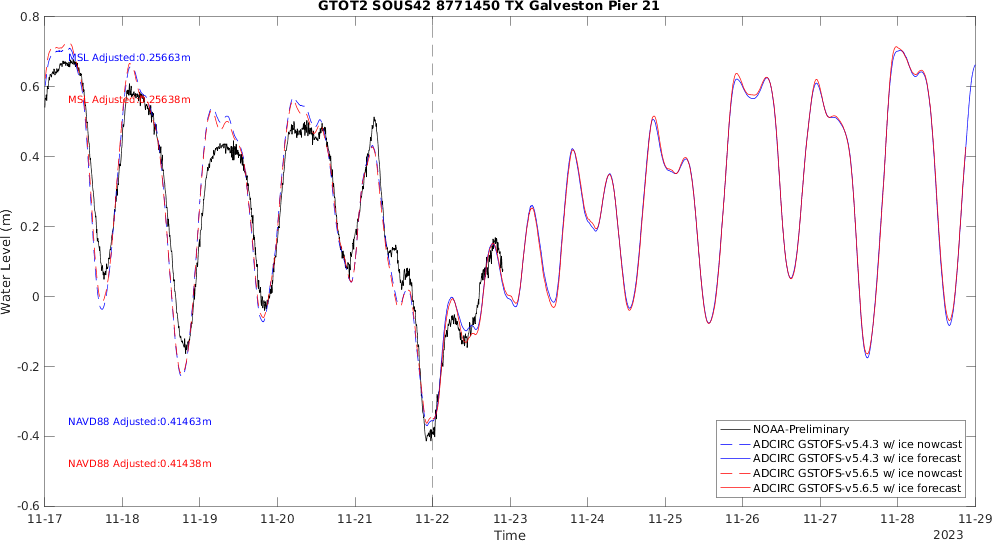 GTOT2 SOUS42 8771450 TX Galveston Pier 21
Water Level (m)
0.8
0.6
0.4
0.2
0
-0.2
-0.4
-0.6
MSL Adjusted:0.25663m
MSL Adjusted:0.25638m
NAVD88 Adjusted:0.41463m
NAVD88 Adjusted:0.41438m
NOAA-Preliminary
ADCIRC GSTOFS-v5.4.3 w/ ice nowcast
ADCIRC GSTOFS-v5.4.3 w/ ice forecast
ADCIRC GSTOFS-v5.6.5 w/ ice nowcast
ADCIRC GSTOFS-v5.6.5 w/ ice forecast
11-17 11-18 11-19 11-20 11-21 11-22 11-23 11-24 11-25 11-26 11-27 11-28 11-29
Time
2023